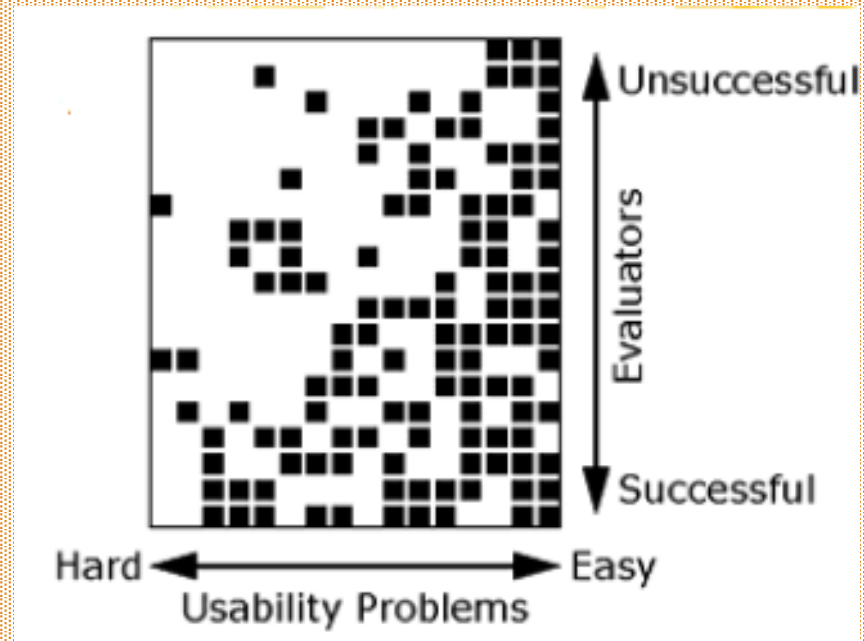 Unsuccessful
Evaluators
Successful
Hard
Easy
Usability Problems